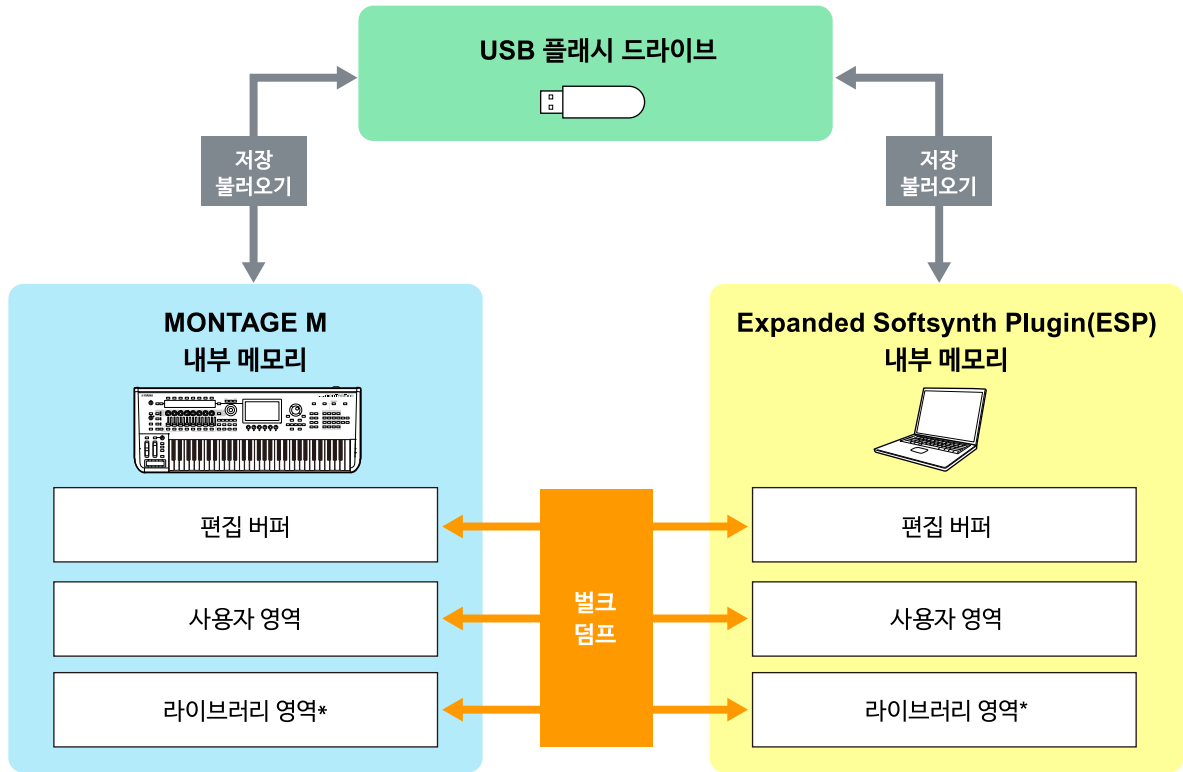 USB 플래시 드라이브
저장
불러오기
저장
불러오기
MONTAGE M
내부 메모리
Expanded Softsynth Plugin(ESP)
내부 메모리
편집 버퍼
편집 버퍼
벌크
덤프
사용자 영역
사용자 영역
라이브러리 영역*
라이브러리 영역*